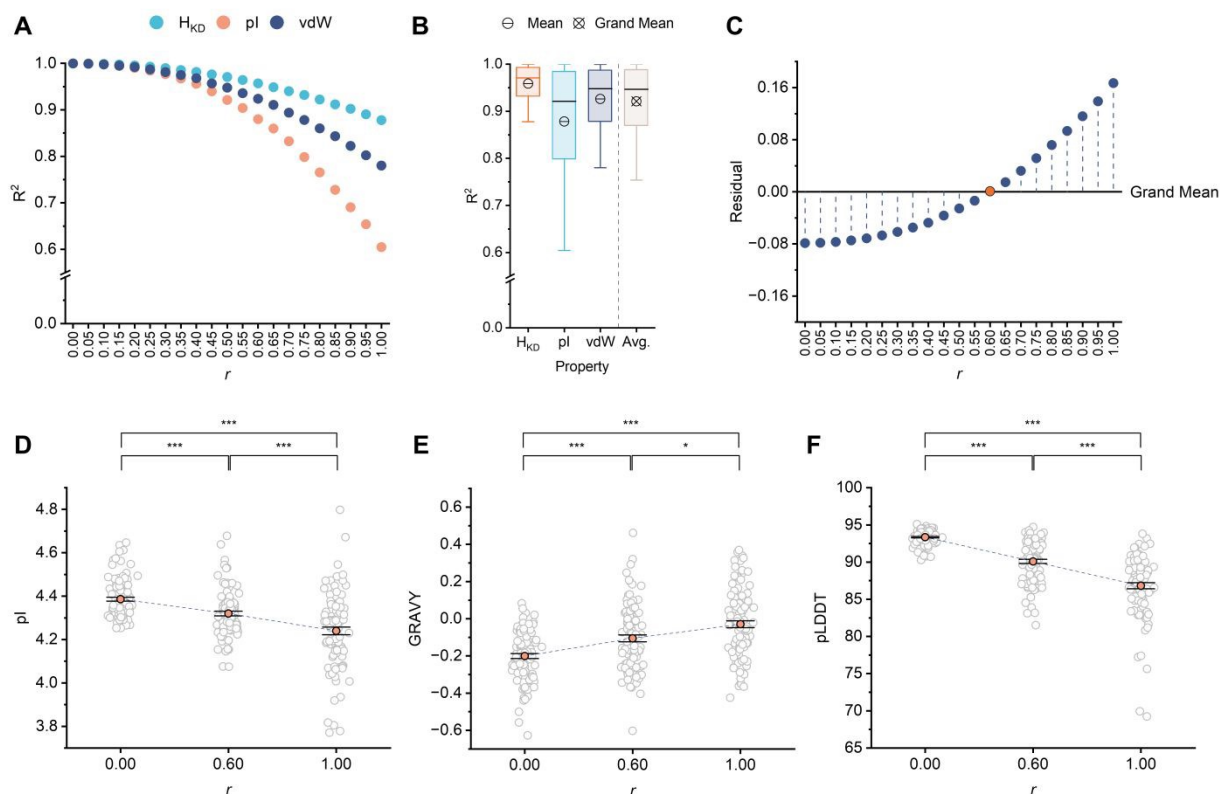 A
H_KD pI vdW
R²
1.0
0.9
0.8
0.7
0.6
0.0
0.00 0.05 0.10 0.15 0.20 0.25 0.30 0.35 0.40 0.45 0.50 0.55 0.60 0.65 0.70 0.75 0.80 0.85 0.90 0.95 1.00
r
B
Mean Grand Mean
R²
1.0
0.9
0.8
0.7
0.6
0.0
H_KD pI vdW Avg.
Property
C
Residual
0.16
0.08
0.00
−0.08
−0.16
Grand Mean
0.00 0.05 0.10 0.15 0.20 0.25 0.30 0.35 0.40 0.45 0.50 0.55 0.60 0.65 0.70 0.75 0.80 0.85 0.90 0.95 1.00
r
D
***
*** ***
pI
4.8
4.6
4.4
4.2
4.0
3.8
0.00 0.60 1.00
r
E
***
*** *
GRAVY
0.6
0.4
0.2
0.0
−0.2
−0.4
−0.6
0.00 0.60 1.00
r
F
***
*** ***
pLDDT
100
95
90
85
80
75
70
65
0.00 0.60 1.00
r